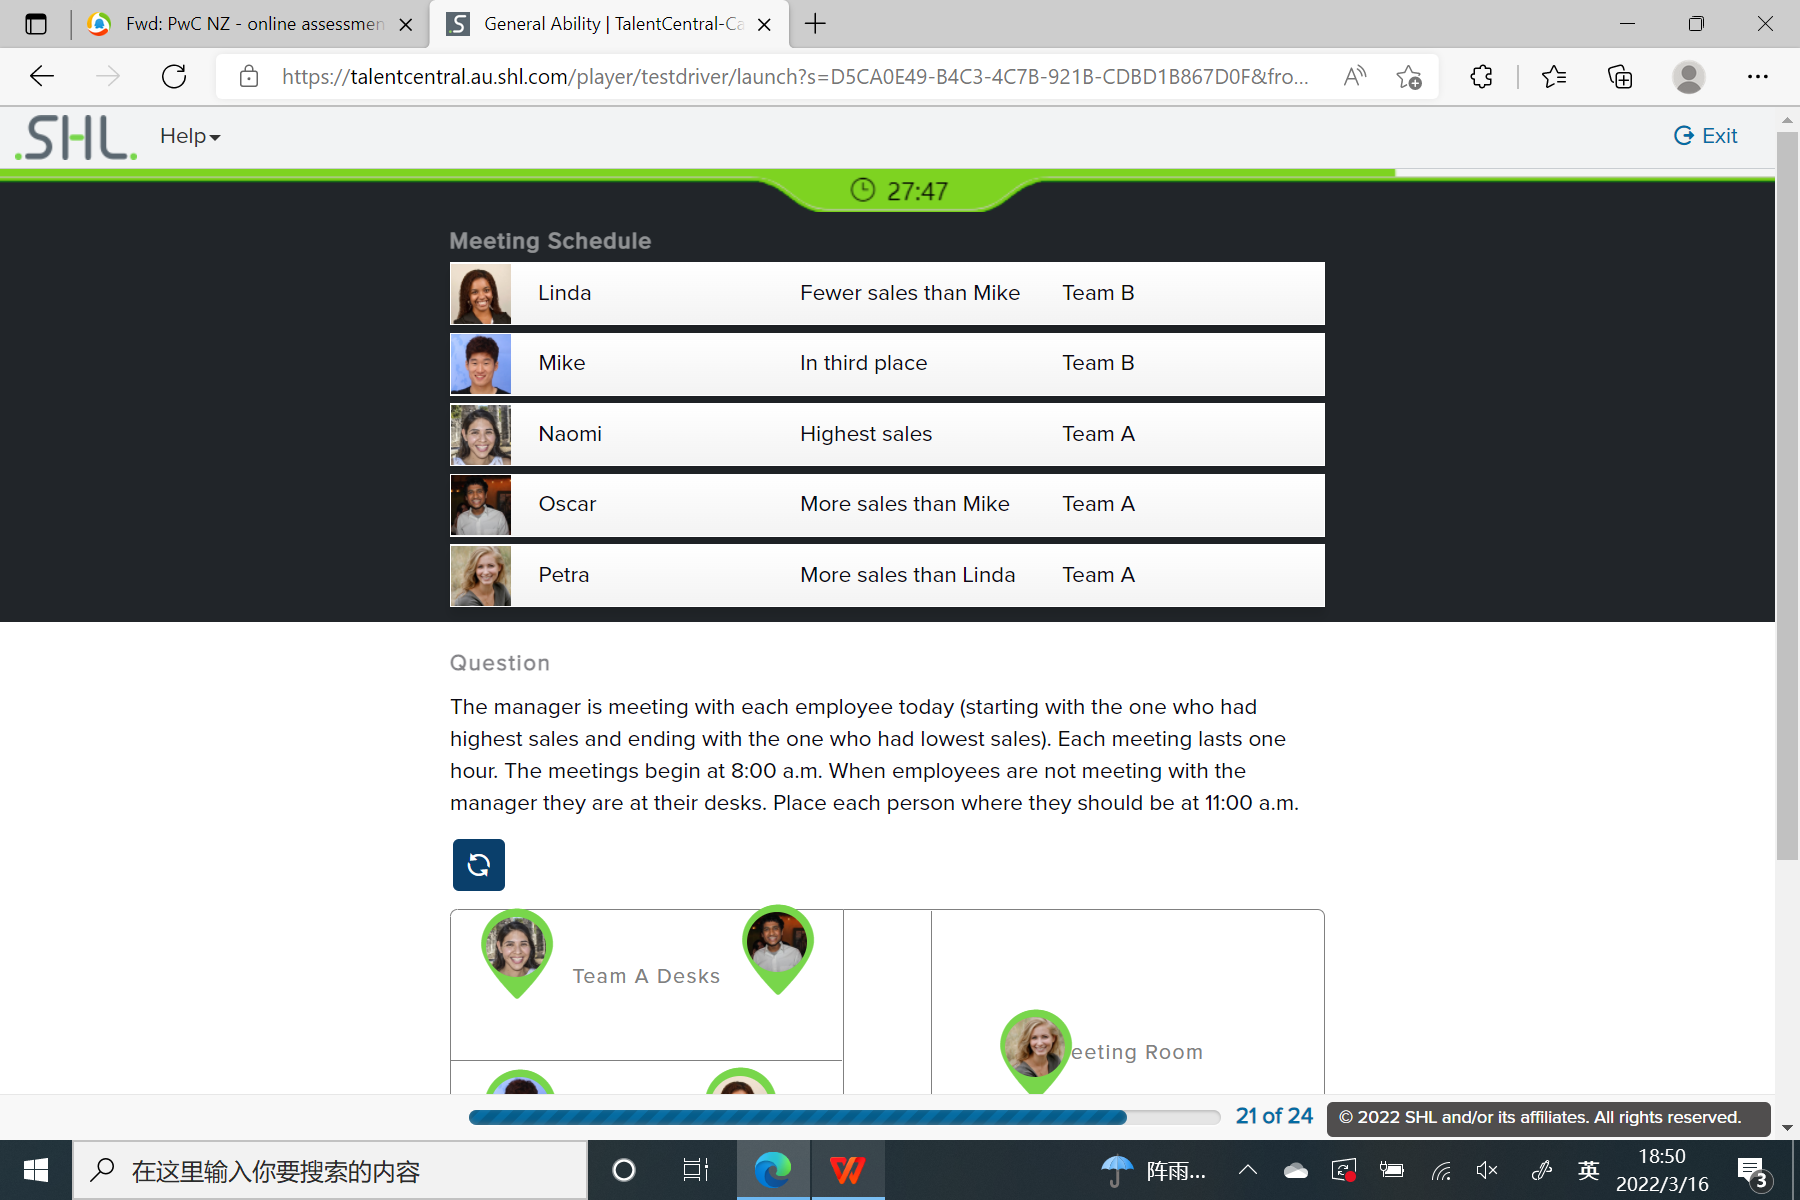 Fwd: PwC NZ - online assessmen
General Ability | TalentCentral-Ca
https://talentcentral.au.shl.com/player/testdriver/launch?s=D5CA0E49-B4C3-4C7B-921B-CDBD1B867D0F&fro...
.SHL.
Help
Exit
27:47
Meeting Schedule
Linda Fewer sales than Mike Team B
Mike In third place Team B
Naomi Highest sales Team A
Oscar More sales than Mike Team A
Petra More sales than Linda Team A
Question
The manager is meeting with each employee today (starting with the one who had
highest sales and ending with the one who had lowest sales). Each meeting lasts one
hour. The meetings begin at 8:00 a.m. When employees are not meeting with the
manager they are at their desks. Place each person where they should be at 11:00 a.m.
Team A Desks
eeting Room
21 of 24
© 2022 SHL and/or its affiliates. All rights reserved.
在这里输入你要搜索的内容
阵雨...
英
18:50
2022/3/16
3